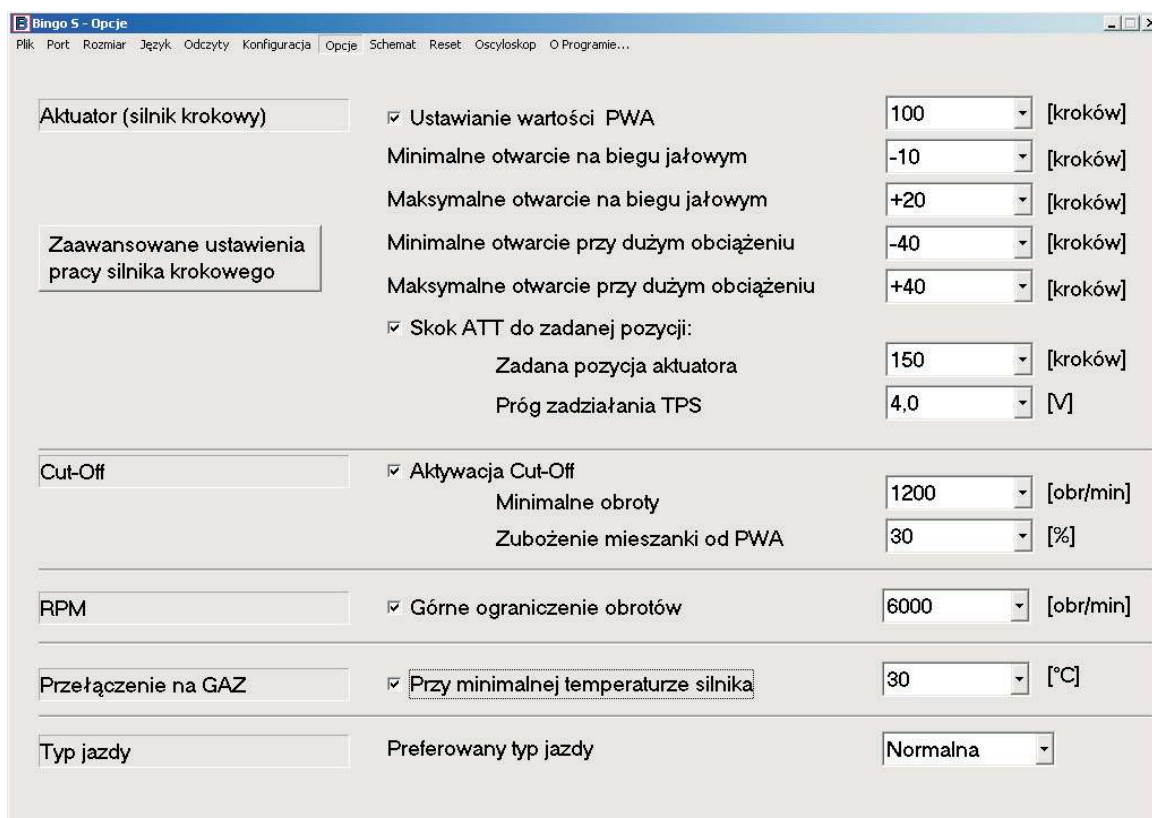 Bingo S - Opcje
Plik Port Rozmiar Język Odczyty Konfiguracja Opcje Schemat Reset Oscyloskop O Programie...
Aktuator (silnik krokowy) Ustawianie wartości PWA 100 [kroków]
Minimalne otwarcie na biegu jałowym -10 [kroków]
Maksymalne otwarcie na biegu jałowym +20 [kroków]
Zaawansowane ustawienia
pracy silnika krokowego
Minimalne otwarcie przy dużym obciążeniu -40 [kroków]
Maksymalne otwarcie przy dużym obciążeniu +40 [kroków]
Skok ATT do zadanej pozycji:
Zadana pozycja aktuatora 150 [kroków]
Próg zadziałania TPS 4,0 [V]
Cut-Off Aktywacja Cut-Off
Minimalne obroty 1200 [obr/min]
Zubożenie mieszanki od PWA 30 [%]
RPM Górne ograniczenie obrotów 6000 [obr/min]
Przełączenie na GAZ Przy minimalnej temperaturze silnika 30 [°C]
Typ jazdy Preferowany typ jazdy Normalna